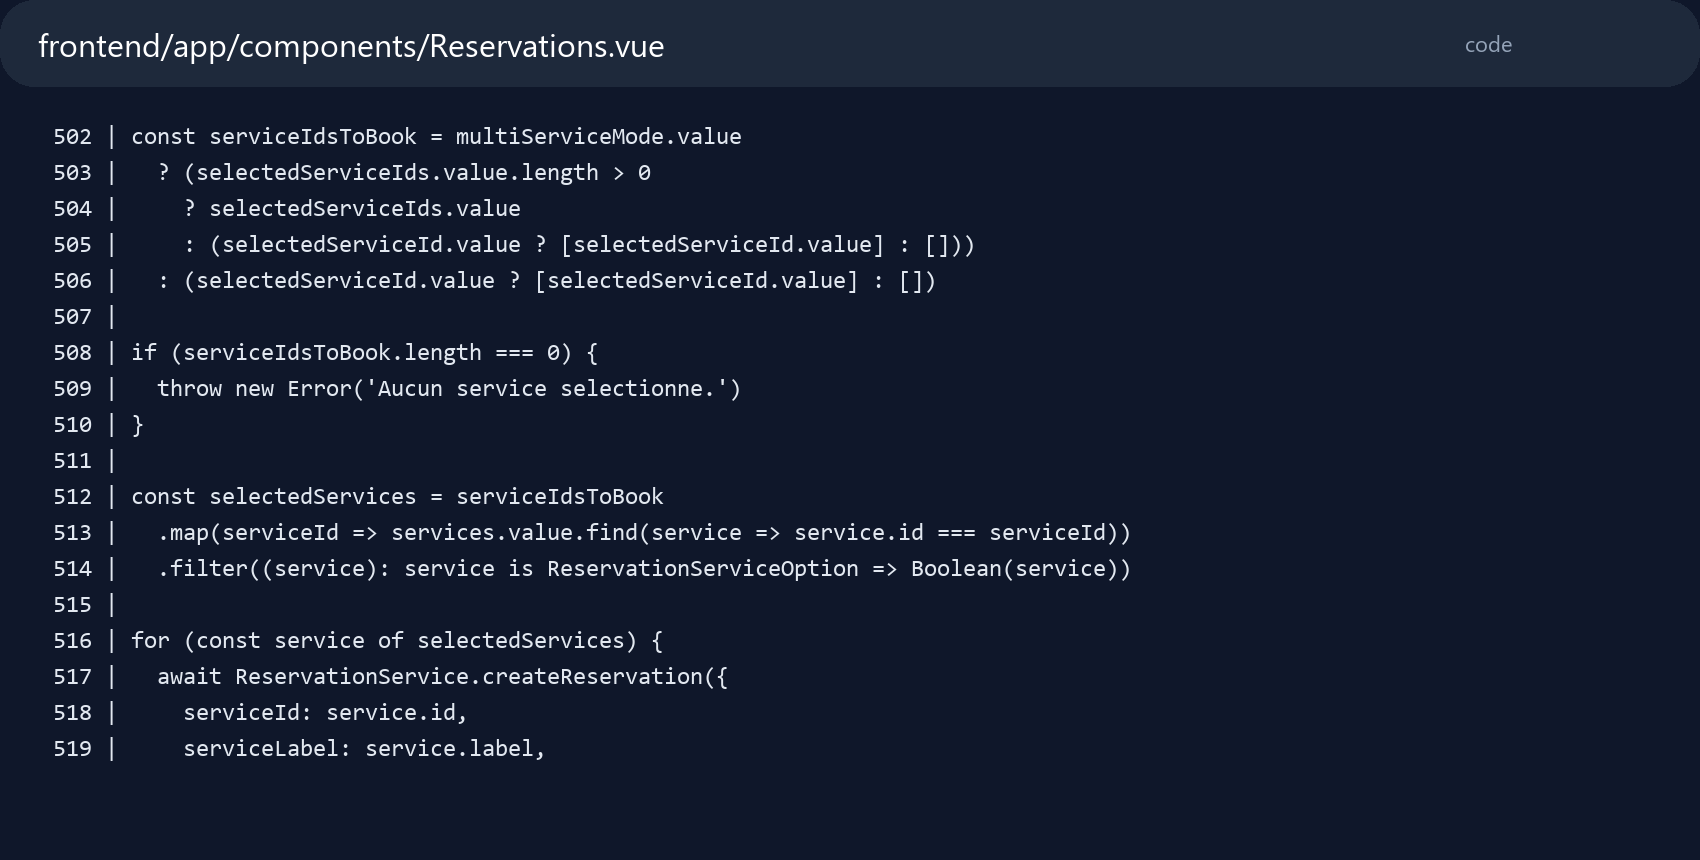 frontend/app/components/Reservations.vue
code
502 | const serviceIdsToBook = multiServiceMode.value
503 |   ? (selectedServiceIds.value.length > 0
504 |     ? selectedServiceIds.value
505 |     : (selectedServiceId.value ? [selectedServiceId.value] : []))
506 |   : (selectedServiceId.value ? [selectedServiceId.value] : [])
507 |
508 | if (serviceIdsToBook.length === 0) {
509 |   throw new Error('Aucun service selectionne.')
510 | }
511 |
512 | const selectedServices = serviceIdsToBook
513 |   .map(serviceId => services.value.find(service => service.id === serviceId))
514 |   .filter((service): service is ReservationServiceOption => Boolean(service))
515 |
516 | for (const service of selectedServices) {
517 |   await ReservationService.createReservation({
518 |     serviceId: service.id,
519 |     serviceLabel: service.label,